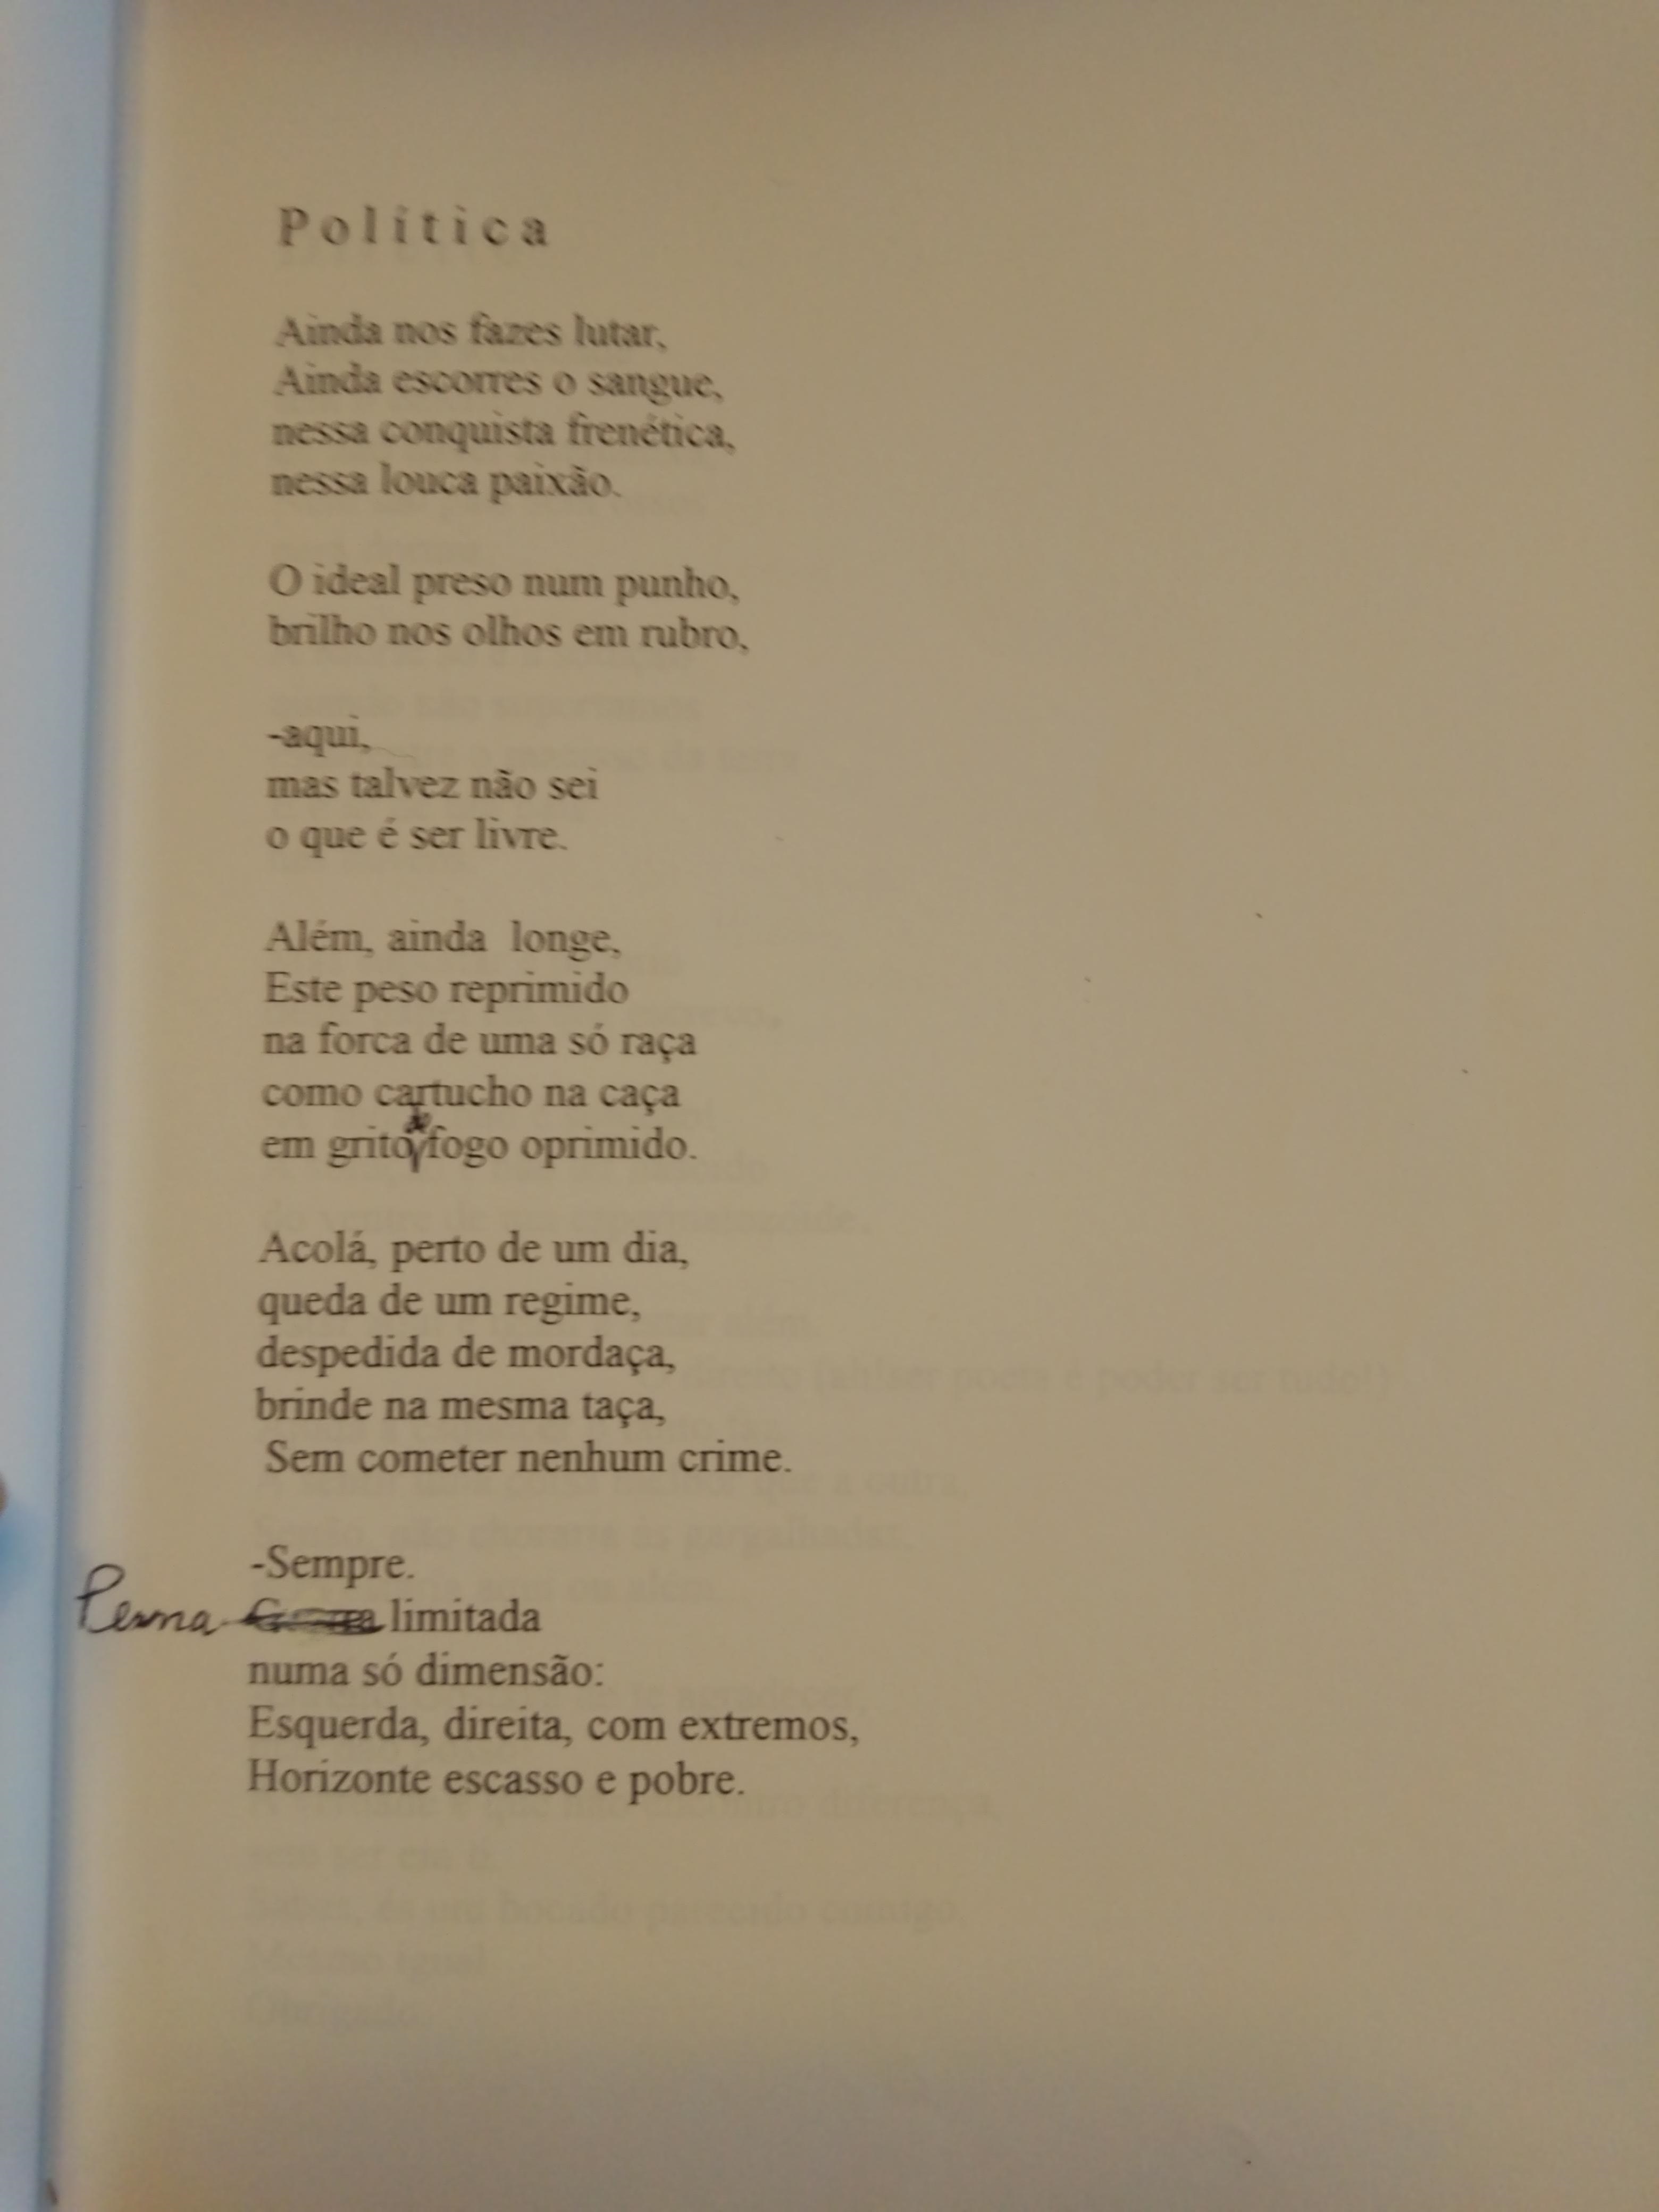 Política
Ainda nos fazes lutar,
Ainda escorres o sangue,
nessa conquista frenética,
nessa louca paixão.
O ideal preso num punho,
brilho nos olhos em rubro,
-aqui,
mas talvez não sei
o que é ser livre.
Além, ainda longe,
Este peso reprimido
na forca de uma só raça
como cartucho na caça
em grito de fogo oprimido.
Acolá, perto de um dia,
queda de um regime,
despedida de mordaça,
brinde na mesma taça,
Sem cometer nenhum crime.
-Sempre.
Perna limitada
numa só dimensão:
Esquerda, direita, com extremos,
Horizonte escasso e pobre.